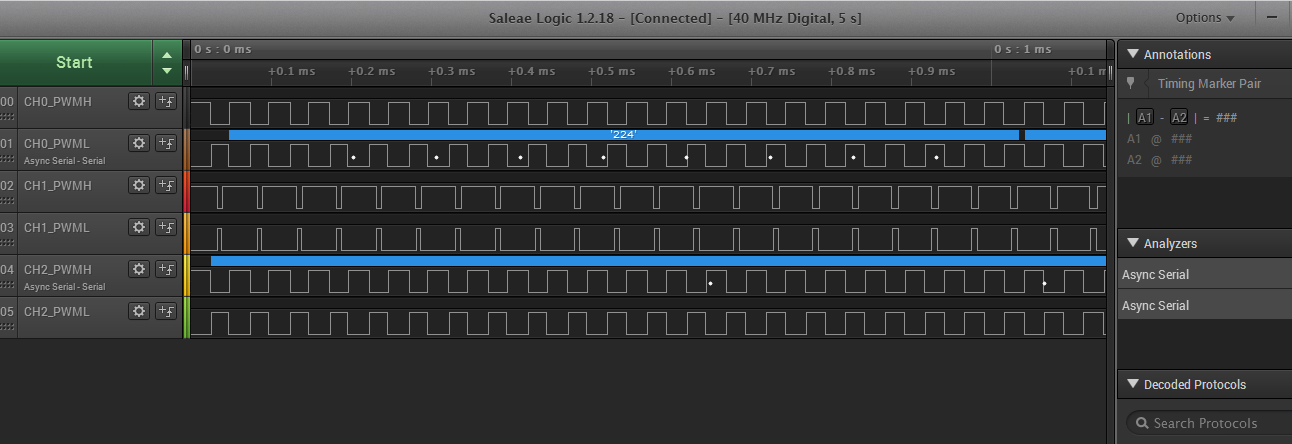 Saleae Logic 1.2.18 - [Connected] - [40 MHz Digital, 5 s]
Options
Start
0 s : 0 ms
0 s : 1 ms
+0.1 ms
+0.2 ms
+0.3 ms
+0.4 ms
+0.5 ms
+0.6 ms
+0.7 ms
+0.8 ms
+0.9 ms
+0.1 m
00
CH0_PWMH
01
CH0_PWML
Async Serial - Serial
'224'
02
CH1_PWMH
03
CH1_PWML
04
CH2_PWMH
Async Serial - Serial
05
CH2_PWML
Annotations
Timing Marker Pair
| A1 - A2 | = ###
A1 @ ###
A2 @ ###
Analyzers
Async Serial
Async Serial
Decoded Protocols
Search Protocols